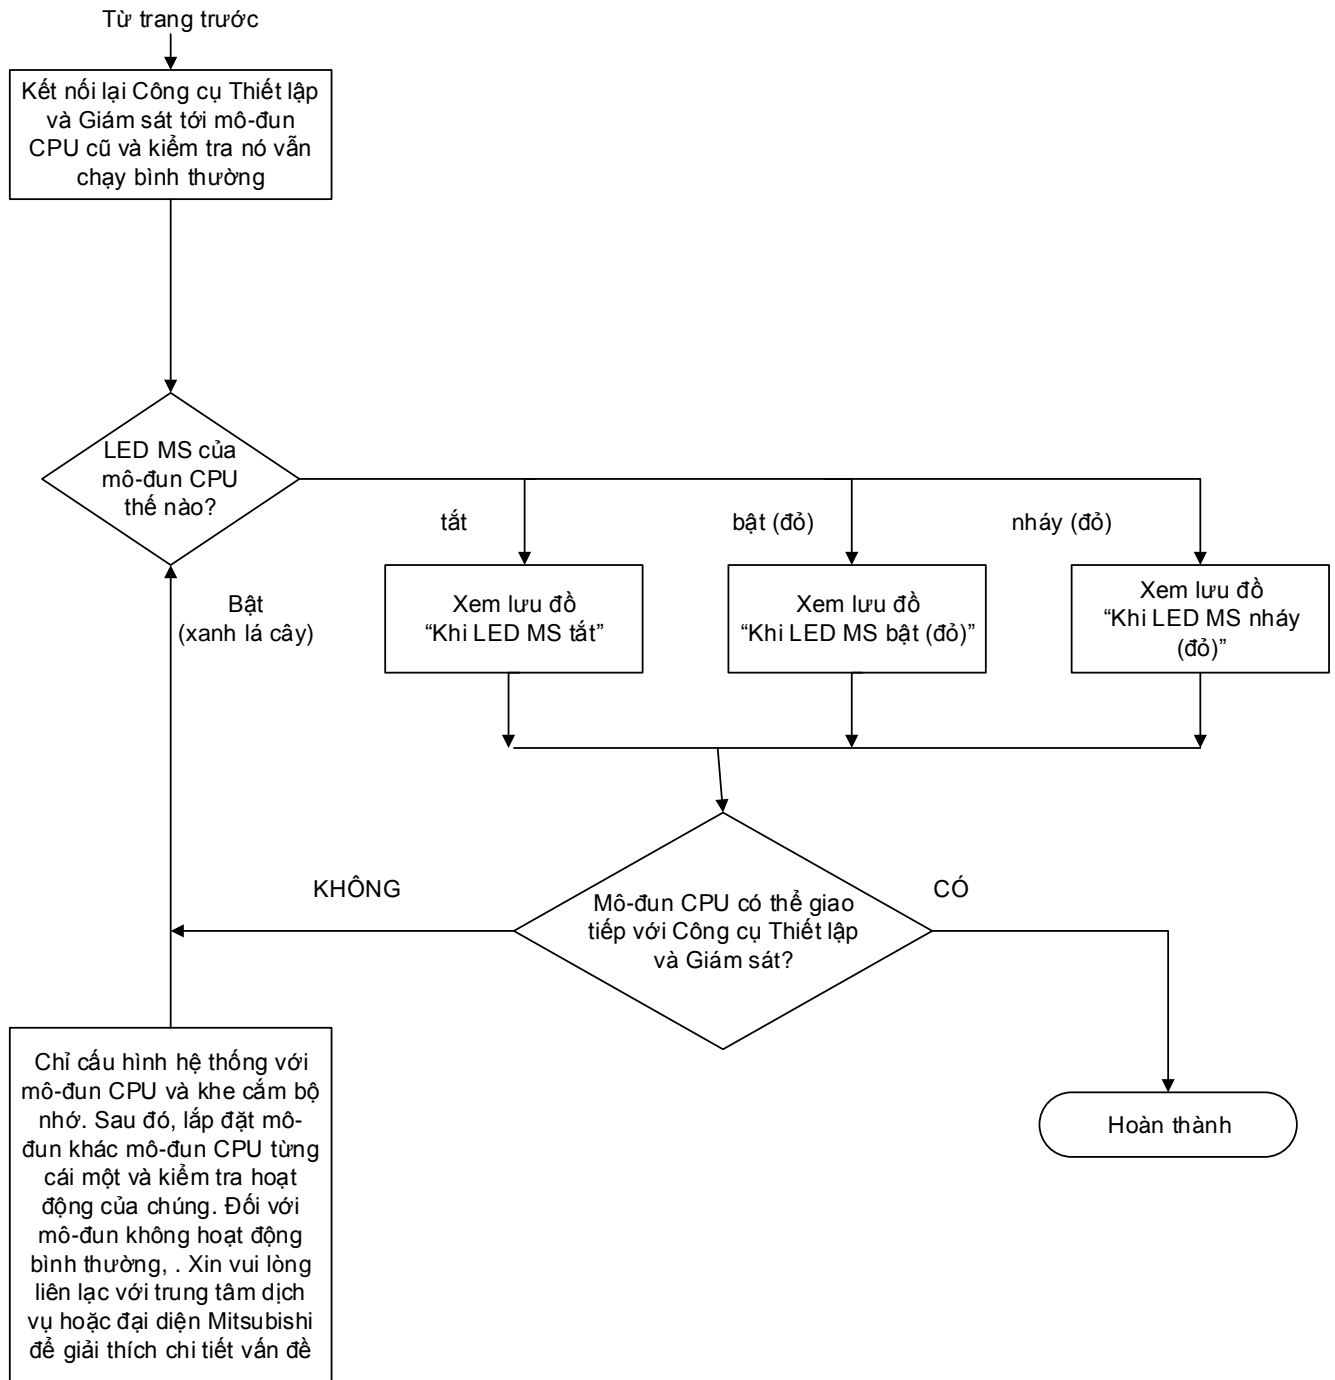 Từ trang trước
Kết nối lại Công cụ Thiết lập
và Giám sát tới mô-đun
CPU cũ và kiểm tra nó vẫn
chạy bình thường
LED MS của
mô-đun CPU
thế nào?
tắt
bật (đỏ)
nháy (đỏ)
Bật
(xanh lá cây)
Xem lưu đồ
“Khi LED MS tắt”
Xem lưu đồ
“Khi LED MS bật (đỏ)”
Xem lưu đồ
“Khi LED MS nháy
(đỏ)”
KHÔNG
Mô-đun CPU có thể giao
tiếp với Công cụ Thiết lập
và Giám sát?
CÓ
Chỉ cấu hình hệ thống với
mô-đun CPU và khe cắm bộ
nhớ. Sau đó, lắp đặt mô-
đun khác mô-đun CPU từng
cái một và kiểm tra hoạt
động của chúng. Đối với
mô-đun không hoạt động
bình thường, . Xin vui lòng
liên lạc với trung tâm dịch
vụ hoặc đại diện Mitsubishi
để giải thích chi tiết vấn đề
Hoàn thành